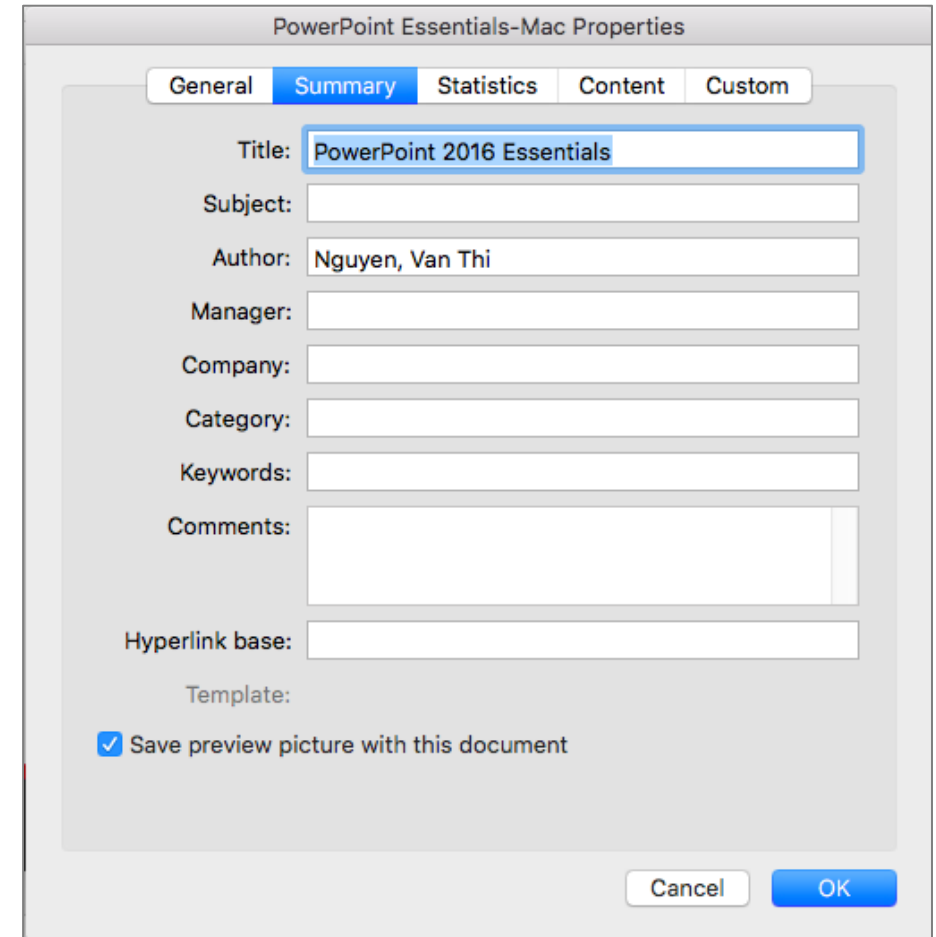 PowerPoint Essentials-Mac Properties
General Summary Statistics Content Custom
Title: PowerPoint 2016 Essentials
Subject:
Author: Nguyen, Van Thi
Manager:
Company:
Category:
Keywords:
Comments:
Hyperlink base:
Template:
Save preview picture with this document
Cancel OK